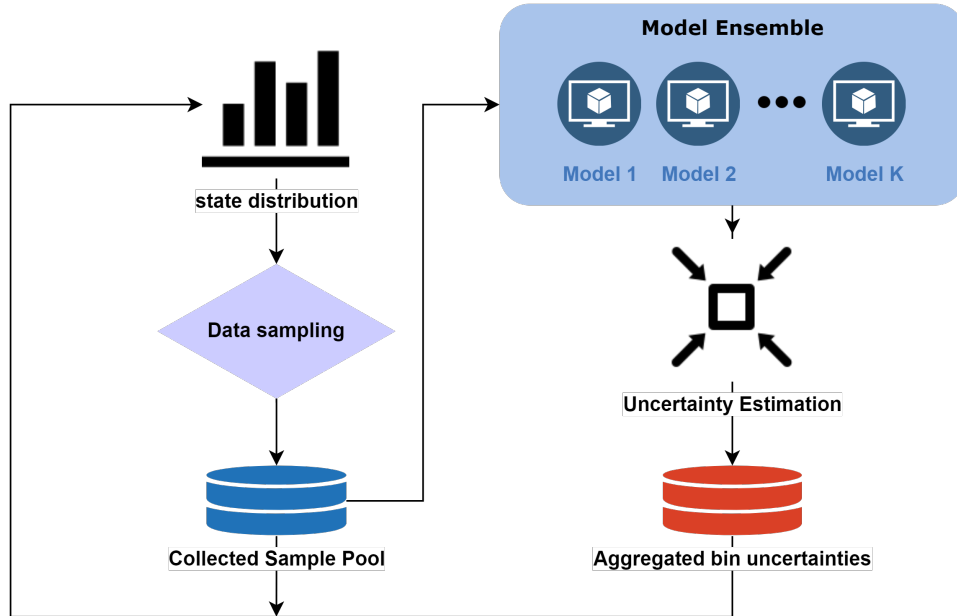 Model Ensemble
Model 1
Model 2
Model K
state distribution
Data sampling
Uncertainty Estimation
Collected Sample Pool
Aggregated bin uncertainties